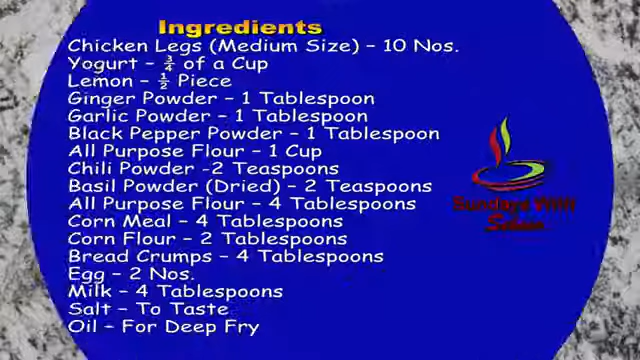 Ingredients
Chicken Legs (Medium Size) – 10 Nos.
Yogurt – ¾ of a Cup
Lemon – ½ Piece
Ginger Powder – 1 Tablespoon
Garlic Powder – 1 Tablespoon
Black Pepper Powder – 1 Tablespoon
All Purpose Flour – 1 Cup
Chili Powder -2 Teaspoons
Basil Powder (Dried) – 2 Teaspoons
All Purpose Flour – 4 Tablespoons
Corn Meal – 4 Tablespoons
Corn Flour – 2 Tablespoons
Bread Crumps – 4 Tablespoons
Egg – 2 Nos.
Milk – 4 Tablespoons
Salt – To Taste
Oil – For Deep Fry
Sundays With